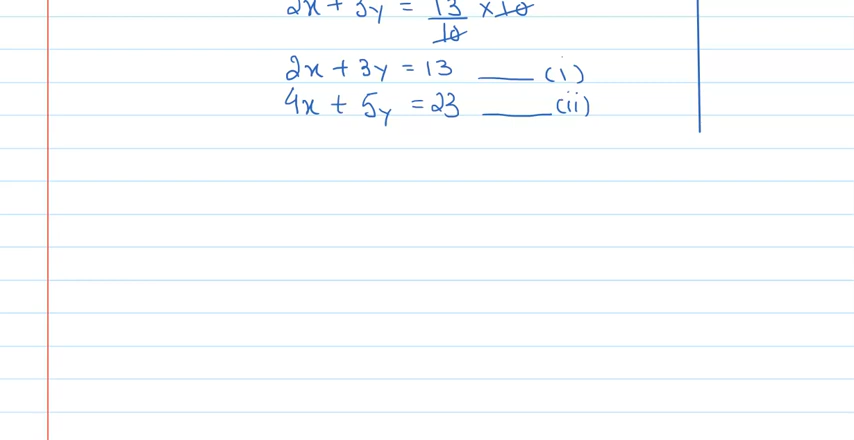 2x + 3y = 13/10 × 10
2x + 3y = 13 ____ (i)
4x + 5y = 23 ____ (ii)